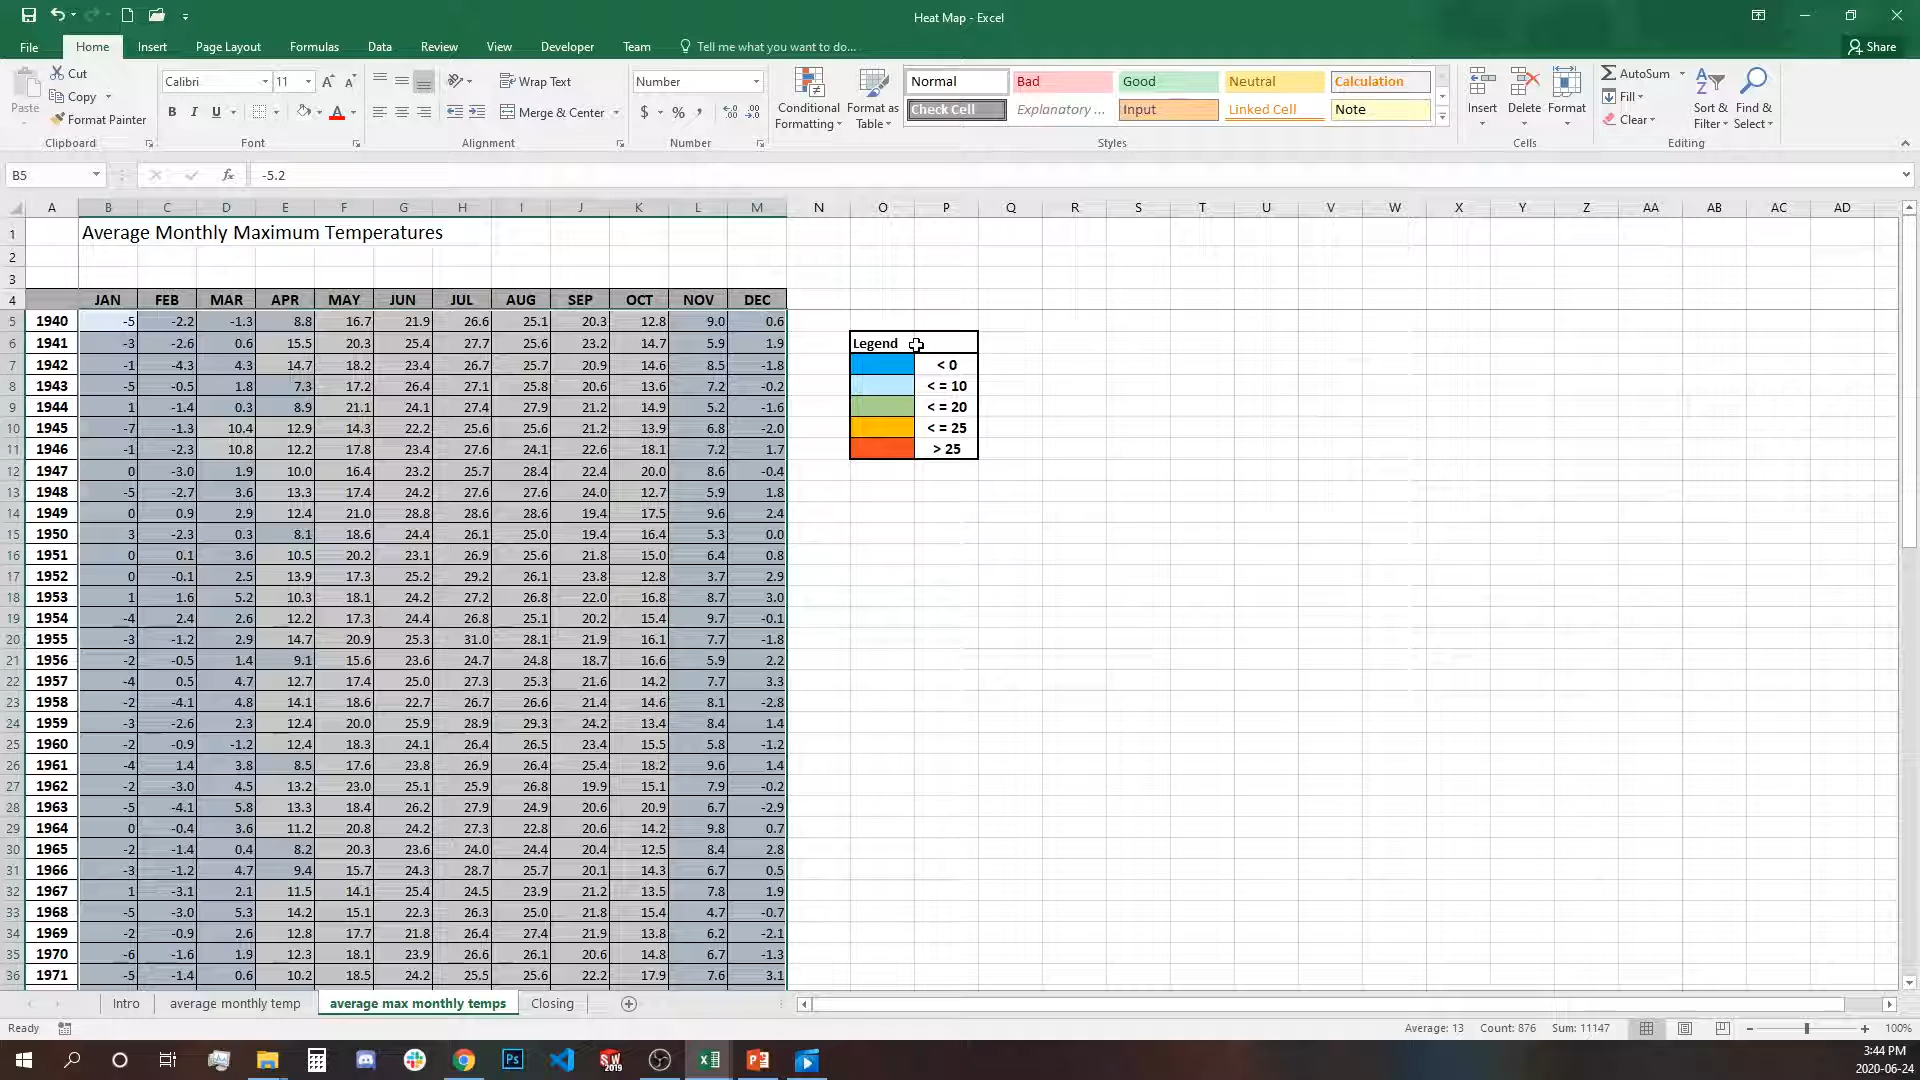 Heat Map - Excel
File Home Insert Page Layout Formulas Data Review View Developer Team Tell me what you want to do... Share
Paste
Cut
Copy
Format Painter
Clipboard
Calibri 11
B I U
Font
Wrap Text
Merge & Center
Alignment
Number
$ % ,
Number
Conditional Formatting
Format as Table
Normal Bad Good Neutral Calculation
Check Cell Explanatory ... Input Linked Cell Note
Styles
Insert Delete Format
Cells
AutoSum
Fill
Clear
Sort & Filter
Find & Select
Editing
B5 fx -5.2
A B C D E F G H I J K L M N O P Q R S T U V W X Y Z AA AB AC AD
1 Average Monthly Maximum Temperatures
2
3
4 JAN FEB MAR APR MAY JUN JUL AUG SEP OCT NOV DEC
5 1940 -5 -2.2 -1.3 8.8 16.7 21.9 26.6 25.1 20.3 12.8 9.0 0.6
6 1941 -3 -2.6 0.6 15.5 20.3 25.4 27.7 25.6 23.2 14.7 5.9 1.9 Legend
7 1942 -1 -4.3 4.3 14.7 18.2 23.4 26.7 25.7 20.9 14.6 8.5 -1.8 < 0
8 1943 -5 -0.5 1.8 7.3 17.2 26.4 27.1 25.8 20.6 13.6 7.2 -0.2 < = 10
9 1944 1 -1.4 0.3 8.9 21.1 24.1 27.4 27.9 21.2 14.9 5.2 -1.6 < = 20
10 1945 -7 -1.3 10.4 12.9 14.3 22.2 25.6 25.6 21.2 13.9 6.8 -2.0 < = 25
11 1946 -1 -2.3 10.8 12.2 17.8 23.4 27.6 24.1 22.6 18.1 7.2 1.7 > 25
12 1947 0 -3.0 1.9 10.0 16.4 23.2 25.7 28.4 22.4 20.0 8.6 -0.4
13 1948 -5 -2.7 3.6 13.3 17.4 24.2 27.6 27.6 24.0 12.7 5.9 1.8
14 1949 0 0.9 2.9 12.4 21.0 28.8 28.6 28.6 19.4 17.5 9.6 2.4
15 1950 3 -2.3 0.3 8.1 18.6 24.4 26.1 25.0 19.4 16.4 5.3 0.0
16 1951 0 0.1 3.6 10.5 20.2 23.1 26.9 25.6 21.8 15.0 6.4 0.8
17 1952 0 -0.1 2.5 13.9 17.3 25.2 29.2 26.1 23.8 12.8 3.7 2.9
18 1953 1 1.6 5.2 10.3 18.1 24.2 27.2 26.8 22.0 16.8 8.7 3.0
19 1954 -4 2.4 2.6 12.2 17.3 24.4 26.8 25.1 20.2 15.4 9.7 -0.1
20 1955 -3 -1.2 2.9 14.7 20.9 25.3 31.0 28.1 21.9 16.1 7.7 -1.8
21 1956 -2 -0.5 1.4 9.1 15.6 23.6 24.7 24.8 18.7 16.6 5.9 2.2
22 1957 -4 0.5 4.7 12.7 17.4 25.0 27.3 25.3 21.6 14.2 7.7 3.3
23 1958 -2 -4.1 4.8 14.1 18.6 22.7 26.7 26.6 21.4 14.6 8.1 -2.8
24 1959 -3 -2.6 2.3 12.4 20.0 25.9 28.9 29.3 24.2 13.4 8.4 1.4
25 1960 -2 -0.9 -1.2 12.4 18.3 24.1 26.4 26.5 23.4 15.5 5.8 -1.2
26 1961 -4 1.4 3.8 8.5 17.6 23.8 26.9 26.4 25.4 18.2 9.6 1.4
27 1962 -2 -3.0 4.5 13.2 23.0 25.1 25.9 26.8 19.9 15.1 7.9 -0.2
28 1963 -5 -4.1 5.8 13.3 18.4 26.2 27.9 24.9 20.6 20.9 6.7 -2.9
29 1964 0 -0.4 3.6 11.2 20.8 24.2 27.3 22.8 20.6 14.2 9.8 0.7
30 1965 -2 -1.4 0.4 8.2 20.3 23.6 24.0 24.4 20.4 12.5 8.4 2.8
31 1966 -3 -1.2 4.7 9.4 15.7 24.3 28.7 25.7 20.1 14.3 6.7 0.5
32 1967 1 -3.1 2.1 11.5 14.1 25.4 24.5 23.9 21.2 13.5 7.8 1.9
33 1968 -5 -3.0 5.3 14.2 15.1 22.3 26.3 25.0 21.8 15.4 4.7 -0.7
34 1969 -2 -0.9 2.6 12.8 17.7 21.8 26.4 27.4 21.9 13.8 6.2 -2.1
35 1970 -6 -1.6 1.9 12.3 18.1 23.9 26.6 26.1 20.6 14.8 6.7 -1.3
36 1971 -5 -1.4 0.6 10.2 18.5 24.2 25.5 25.6 22.2 17.9 7.6 3.1
Intro average monthly temp average max monthly temps Closing
Ready Average: 13 Count: 876 Sum: 11147 100%
Ps SW 2019
3:44 PM
2020-06-24